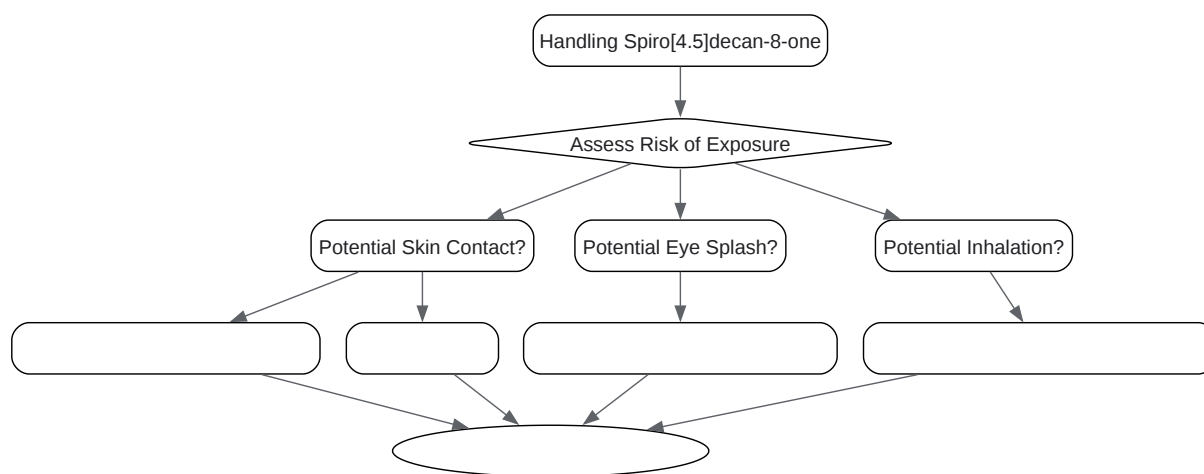 Handling Spiro[4.5]decan-8-one
Assess Risk of Exposure
Potential Skin Contact?
Potential Eye Splash?
Potential Inhalation?